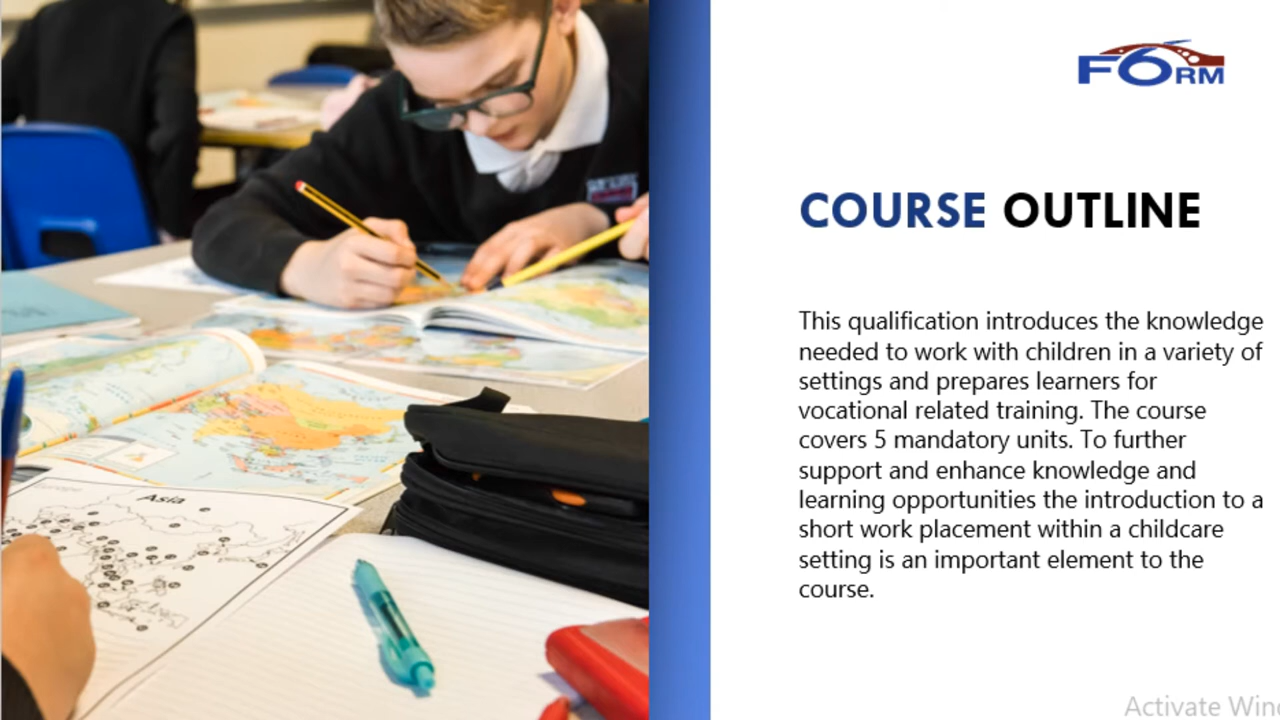 F6RM
COURSE OUTLINE
This qualification introduces the knowledge
needed to work with children in a variety of
settings and prepares learners for
vocational related training. The course
covers 5 mandatory units. To further
support and enhance knowledge and
learning opportunities the introduction to a
short work placement within a childcare
setting is an important element to the
course.
Asia
Activate Win